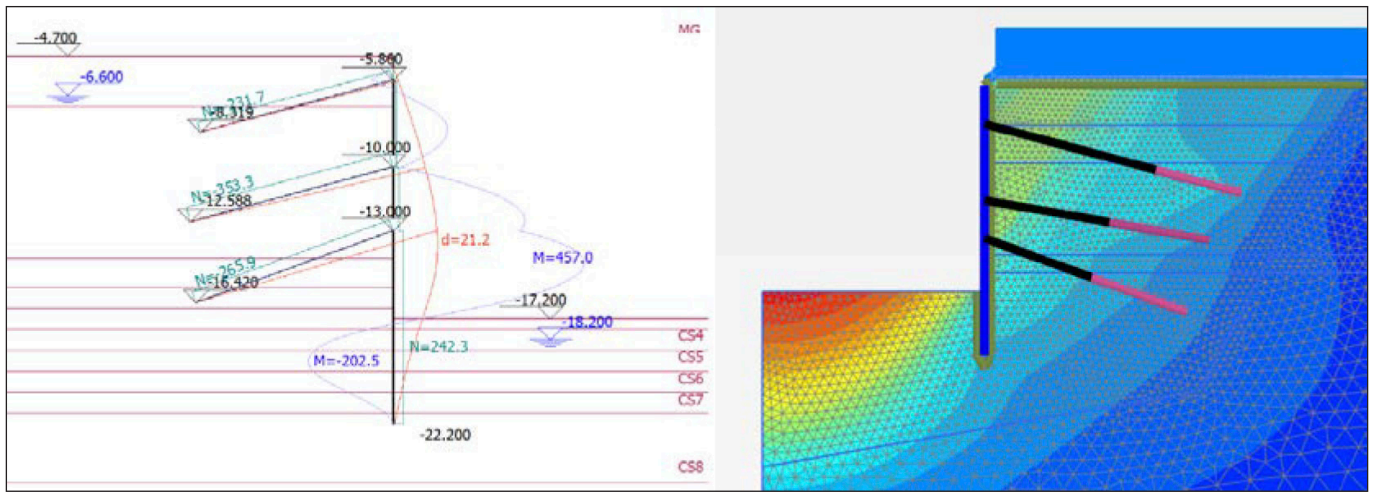 MG
-4.700
-5.860
-6.600
N=-231.7
-8.319
-10.000
N=-353.3
-12.588
-13.000
d=21.2
M=457.0
N=-265.9
-16.420
-17.200
-18.200
CS4
M=-202.5
N=242.3
CS5
CS6
CS7
-22.200
CS8